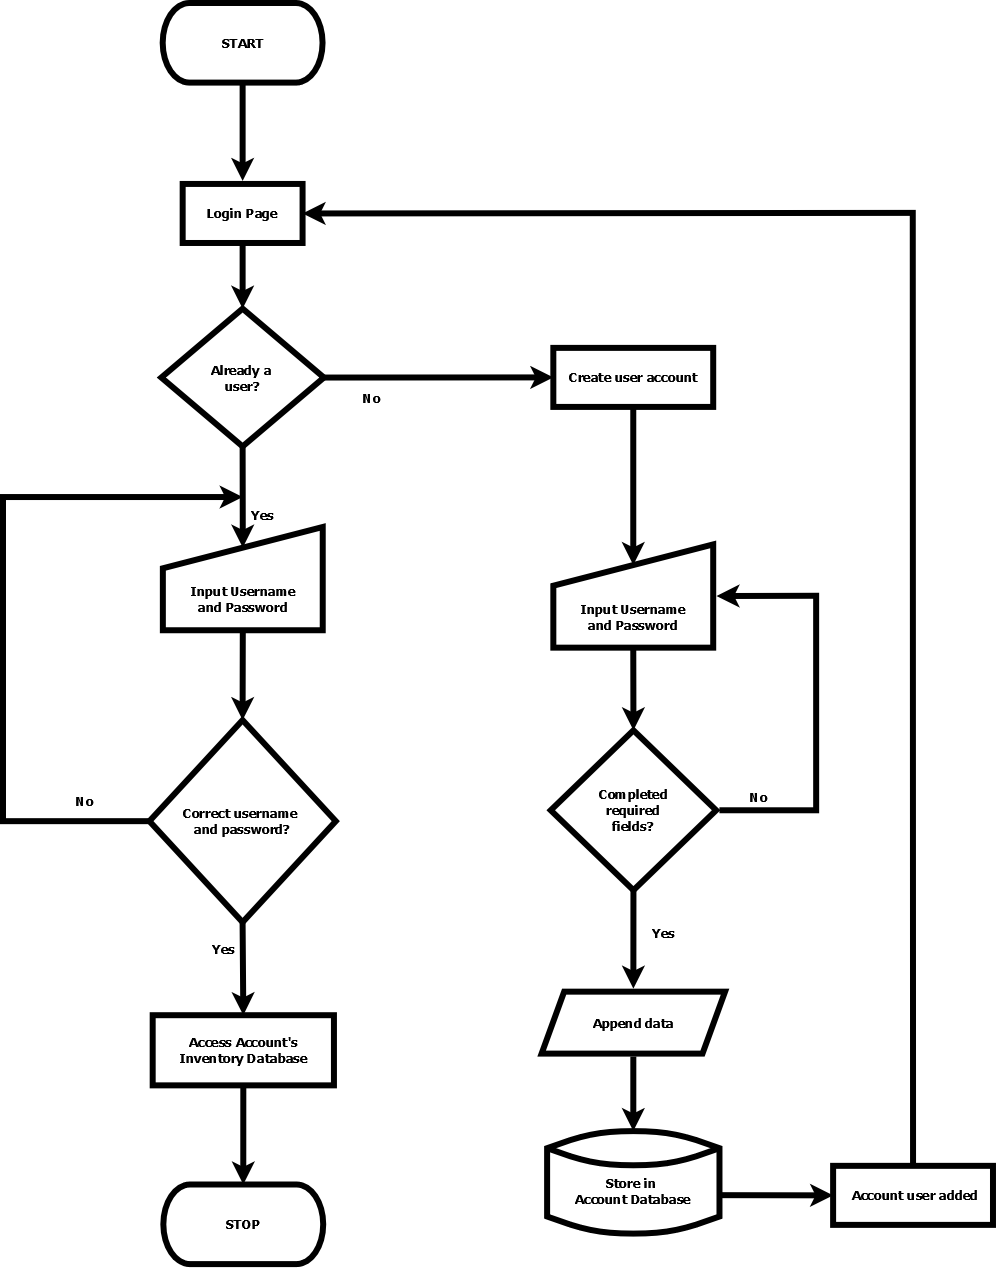 START
Login Page
Already a
user?
No
Create user account
Yes
Input Username
and Password
Input Username
and Password
Correct username
and password?
No
Completed
required
fields?
No
Yes
Yes
Access Account's
Inventory Database
Append data
STOP
Store in
Account Database
Account user added